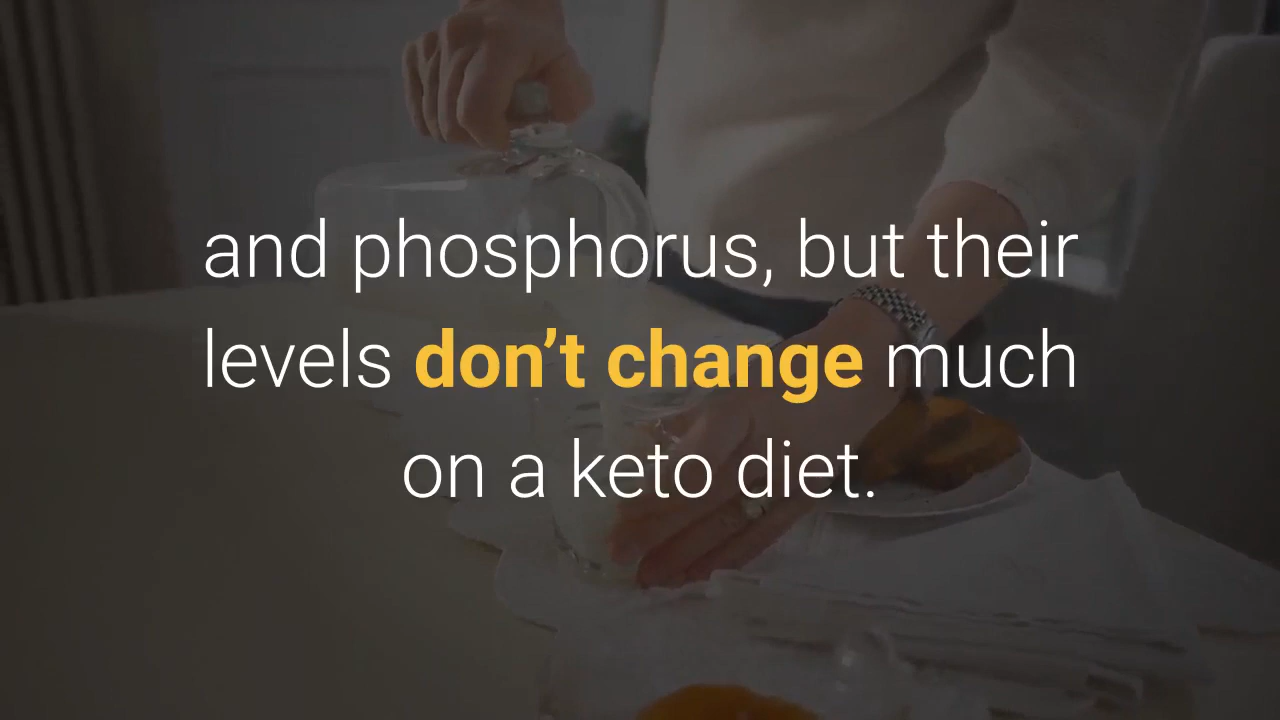 and phosphorus, but their
levels don’t change much
on a keto diet.